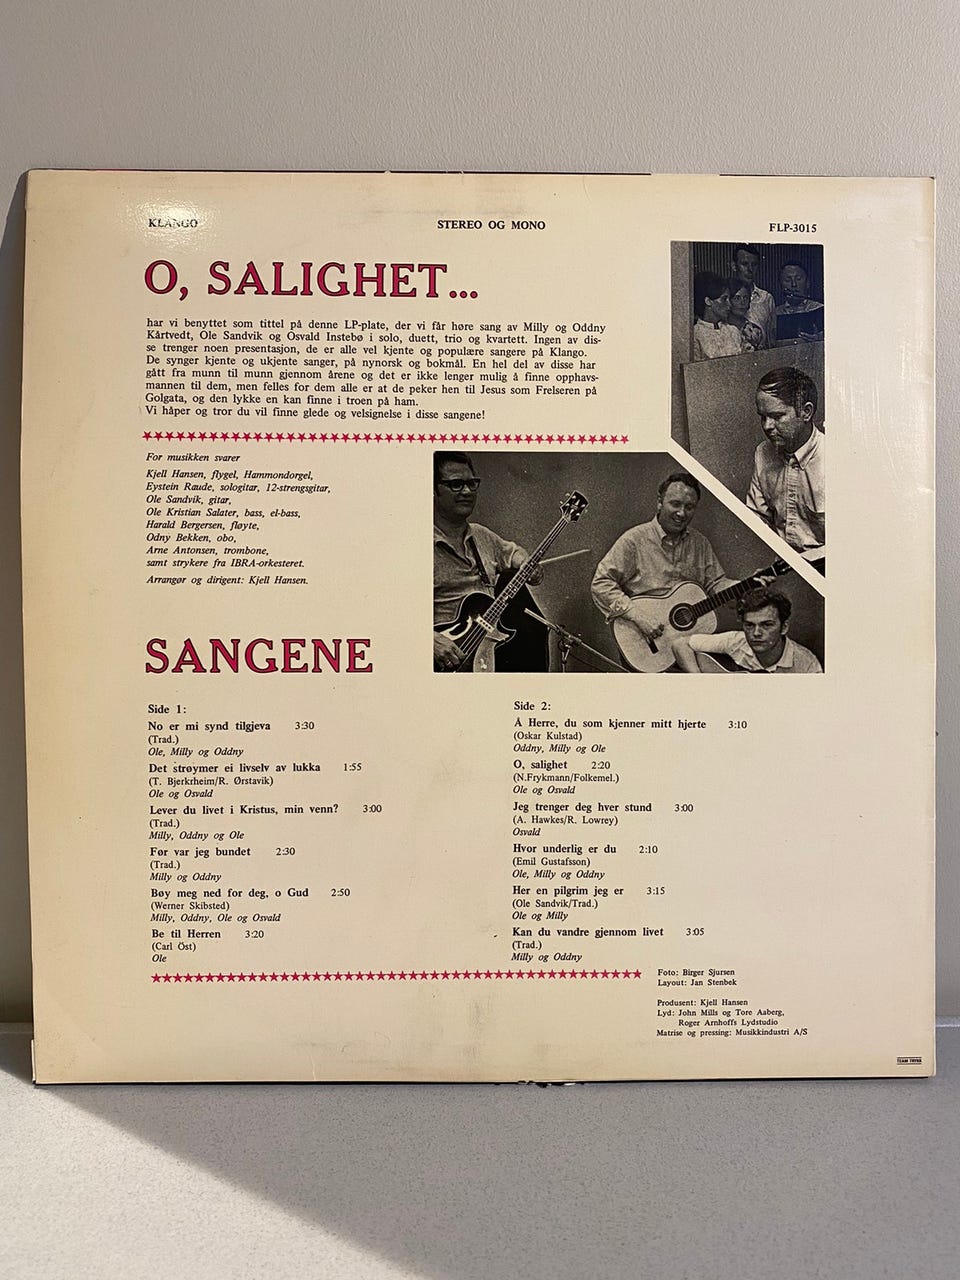 KLANGO
STEREO OG MONO
FLP-3015
O, SALIGHET...
har vi benyttet som tittel på denne LP-plate, der vi får høre sang av Milly og Oddny
Kårtvedt, Ole Sandvik og Osvald Instebø i solo, duett, trio og kvartett. Ingen av dis-
se trenger noen presentasjon, de er alle vel kjente og populære sangere på Klango.
De synger kjente og ukjente sanger, på nynorsk og bokmål. En hel del av disse har
gått fra munn til munn gjennom årene og det er ikke lenger mulig å finne opphavs-
mannen til dem, men felles for dem alle er at de peker hen til Jesus som Frelseren på
Golgata, og den lykke en kan finne i troen på ham.
Vi håper og tror du vil finne glede og velsignelse i disse sangene!
For musikken svarer
Kjell Hansen, flygel, Hammondorgel,
Eystein Raude, sologitar, 12-strengsgitar,
Ole Sandvik, gitar,
Ole Kristian Salater, bass, el-bass,
Harald Bergersen, fløyte,
Odny Bekken, obo,
Arne Antonsen, trombone,
samt strykere fra IBRA-orkesteret.
Arrangør og dirigent: Kjell Hansen.
SANGENE
Side 1:
No er mi synd tilgjeva 3:30
(Trad.)
Ole, Milly og Oddny
Det strøymer ei livselv av lukka 1:55
(T. Bjerkrheim/R. Ørstavik)
Ole og Osvald
Lever du livet i Kristus, min venn? 3:00
(Trad.)
Milly, Oddny og Ole
Før var jeg bundet 2:30
(Trad.)
Milly og Oddny
Bøy meg ned for deg, o Gud 2:50
(Werner Skibsted)
Milly, Oddny, Ole og Osvald
Be til Herren 3:20
(Carl Öst)
Ole
Side 2:
Å Herre, du som kjenner mitt hjerte 3:10
(Oskar Kulstad)
Oddny, Milly og Ole
O, salighet 2:20
(N.Frykmann/Folkemel.)
Ole og Osvald
Jeg trenger deg hver stund 3:00
(A. Hawkes/R. Lowrey)
Osvald
Hvor underlig er du 2:10
(Emil Gustafsson)
Ole, Milly og Oddny
Her en pilgrim jeg er 3:15
(Ole Sandvik/Trad.)
Ole og Milly
Kan du vandre gjennom livet 3:05
(Trad.)
Milly og Oddny
Foto: Birger Sjursen
Layout: Jan Stenbek
Produsent: Kjell Hansen
Lyd: John Mills og Tore Aaberg,
Roger Arnhoffs Lydstudio
Matrise og pressing: Musikkindustri A/S
TEAM TRYKK